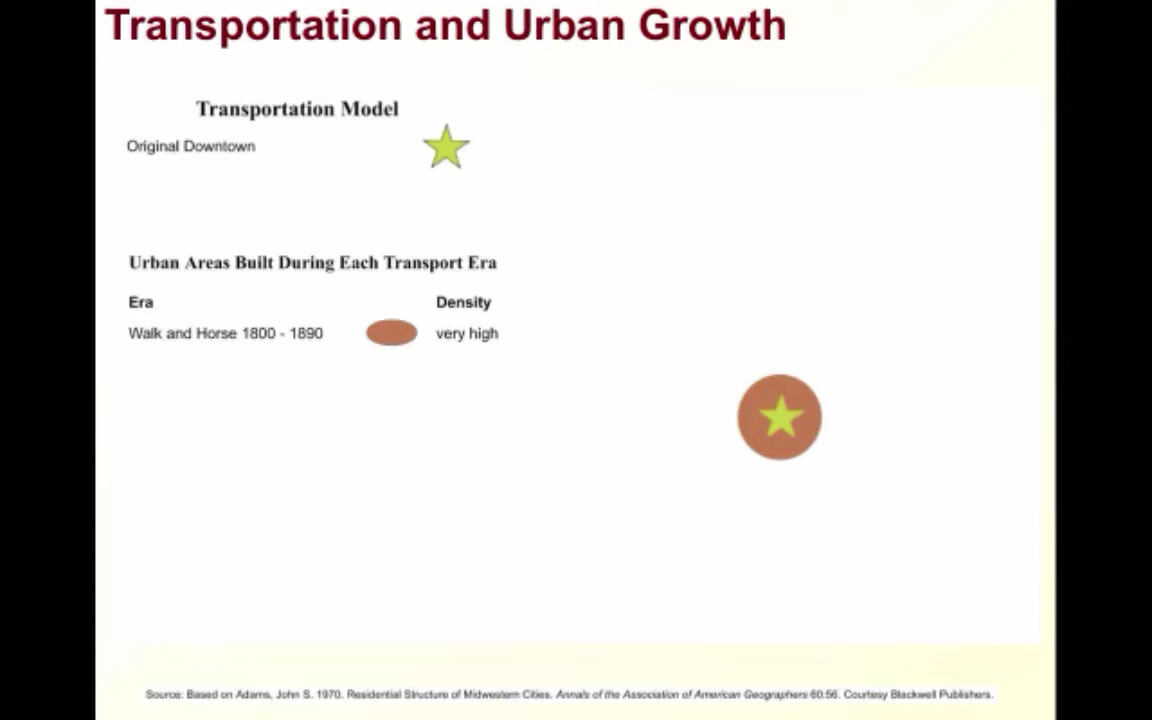 Transportation and Urban Growth
Transportation Model
Original Downtown
Urban Areas Built During Each Transport Era
Era Density
Walk and Horse 1800 - 1890 very high
Source: Based on Adams, John S. 1970. Residential Structure of Midwestern Cities. Annals of the Association of American Geographers 60:56. Courtesy Blackwell Publishers.